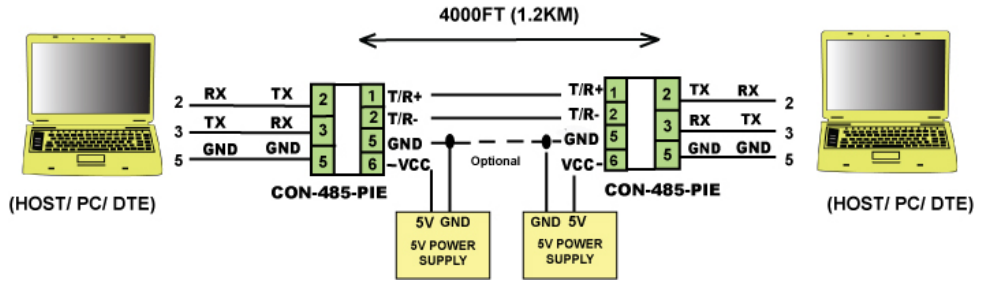 4000FT (1.2KM)
2 RX TX 2 1 T/R+ T/R+ 1 2 TX RX 2
3 TX RX 3 2 T/R- T/R- 2 3 RX TX 3
5 GND GND 5 5 GND GND 5 5 GND GND 5
Optional
6 -VCC VCC- 6
CON-485-PIE CON-485-PIE
(HOST/ PC/ DTE) (HOST/ PC/ DTE)
5V GND GND 5V
5V POWER 5V POWER
SUPPLY SUPPLY